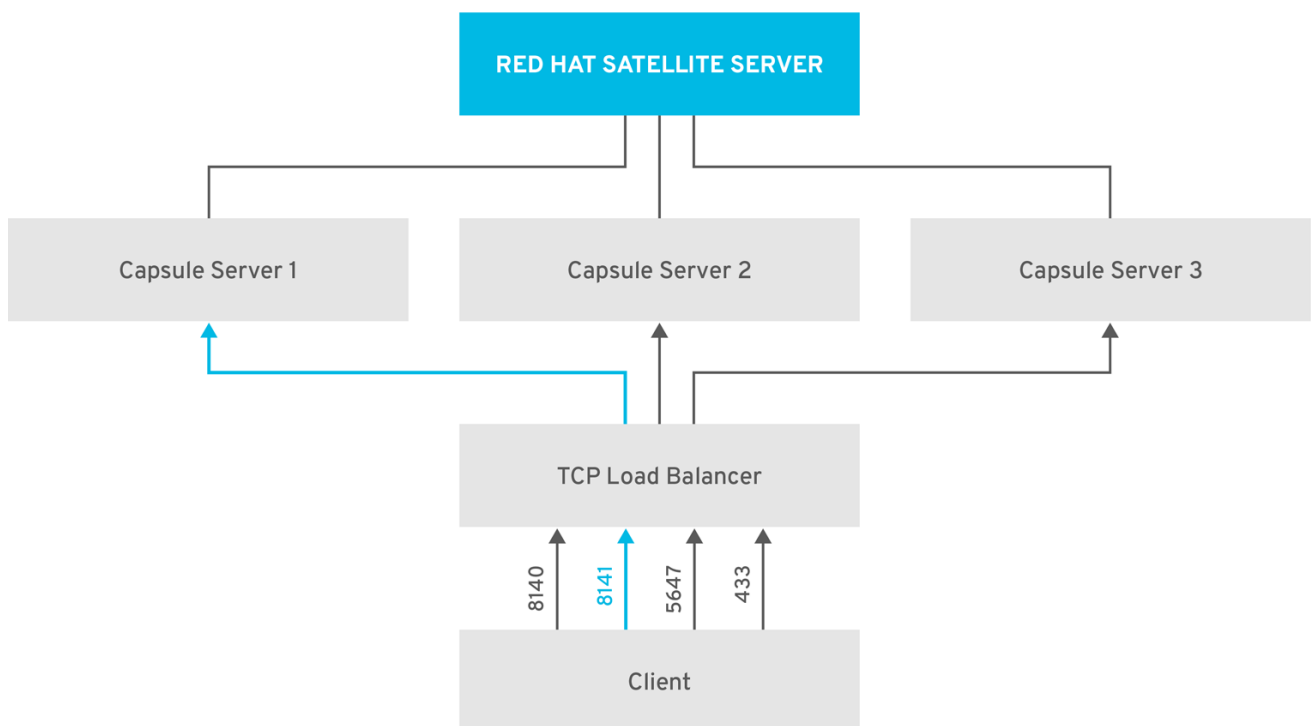 RED HAT SATELLITE SERVER
Capsule Server 1
Capsule Server 2
Capsule Server 3
TCP Load Balancer
8140
8141
5647
433
Client